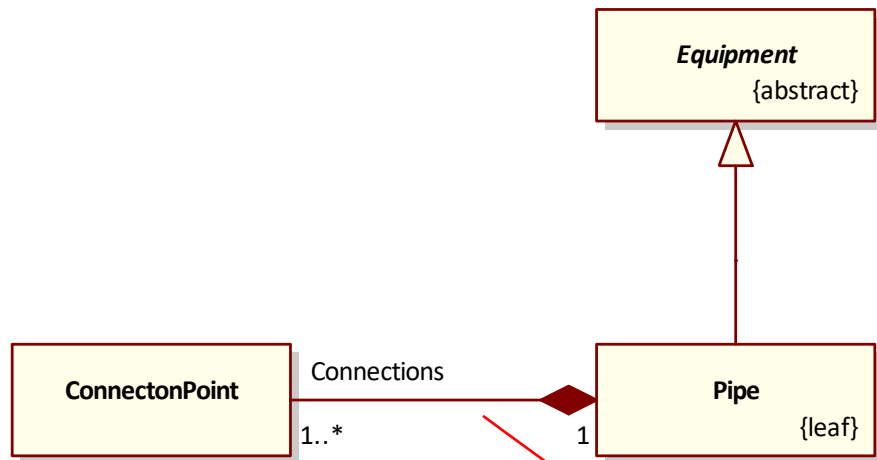 Equipment
{abstract}
ConnectonPoint
Connections
1..*
1
Pipe
{leaf}